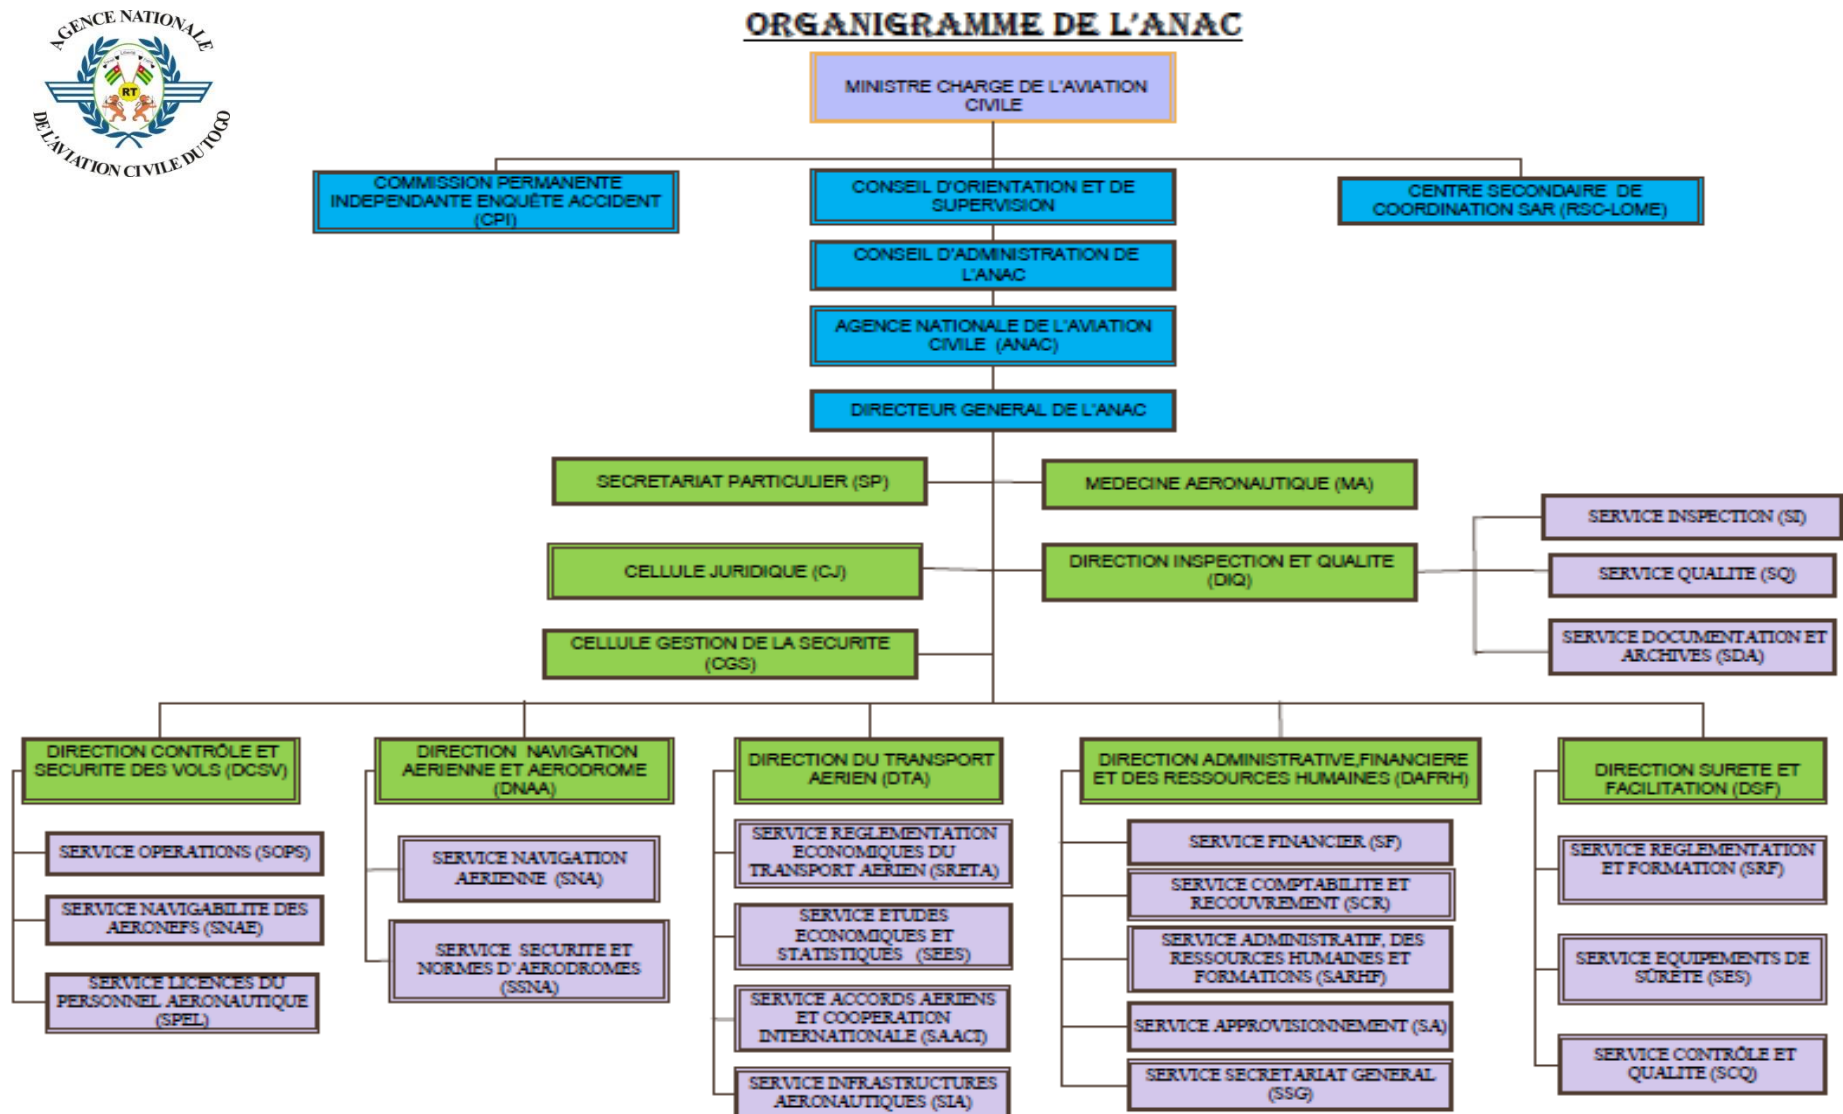 AGENCE NATIONALE
DE L'AVIATION CIVILE DU TOGO
RT
ORGANIGRAMME DE L'ANAC
MINISTRE CHARGE DE L'AVIATION
CIVILE
COMMISSION PERMANENTE
INDEPENDANTE ENQUÊTE ACCIDENT
(CPI)
CONSEIL D'ORIENTATION ET DE
SUPERVISION
CENTRE SECONDAIRE DE
COORDINATION SAR (RSC-LOME)
CONSEIL D'ADMINISTRATION DE
L'ANAC
AGENCE NATIONALE DE L'AVIATION
CIVILE (ANAC)
DIRECTEUR GENERAL DE L'ANAC
SECRETARIAT PARTICULIER (SP)
MEDECINE AERONAUTIQUE (MA)
CELLULE JURIDIQUE (CJ)
DIRECTION INSPECTION ET QUALITE
(DIQ)
SERVICE INSPECTION (SI)
SERVICE QUALITE (SQ)
SERVICE DOCUMENTATION ET
ARCHIVES (SDA)
CELLULE GESTION DE LA SECURITE
(CGS)
DIRECTION CONTRÔLE ET
SECURITE DES VOLS (DCSV)
SERVICE OPERATIONS (SOPS)
SERVICE NAVIGABILITE DES
AERONEFS (SNAE)
SERVICE LICENCES DU
PERSONNEL AERONAUTIQUE
(SPEL)
DIRECTION NAVIGATION
AERIENNE ET AERODROME
(DNAA)
SERVICE NAVIGATION
AERIENNE (SNA)
SERVICE SECURITE ET
NORMES D'AERODROMES
(SSNA)
DIRECTION DU TRANSPORT
AERIEN (DTA)
SERVICE REGLEMENTATION
ECONOMIQUES DU
TRANSPORT AERIEN (SRETA)
SERVICE ETUDES
ECONOMIQUES ET
STATISTIQUES (SEES)
SERVICE ACCORDS AERIENS
ET COOPERATION
INTERNATIONALE (SAACI)
SERVICE INFRASTRUCTURES
AERONAUTIQUES (SIA)
DIRECTION ADMINISTRATIVE,FINANCIERE
ET DES RESSOURCES HUMAINES (DAFRH)
SERVICE FINANCIER (SF)
SERVICE COMPTABILITE ET
RECOUVREMENT (SCR)
SERVICE ADMINISTRATIF, DES
RESSOURCES HUMAINES ET
FORMATIONS (SARHF)
SERVICE APPROVISIONNEMENT (SA)
SERVICE SECRETARIAT GENERAL
(SSG)
DIRECTION SURETE ET
FACILITATION (DSF)
SERVICE REGLEMENTATION
ET FORMATION (SRF)
SERVICE EQUIPEMENTS DE
SÛRÈTE (SES)
SERVICE CONTRÔLE ET
QUALITE (SCQ)